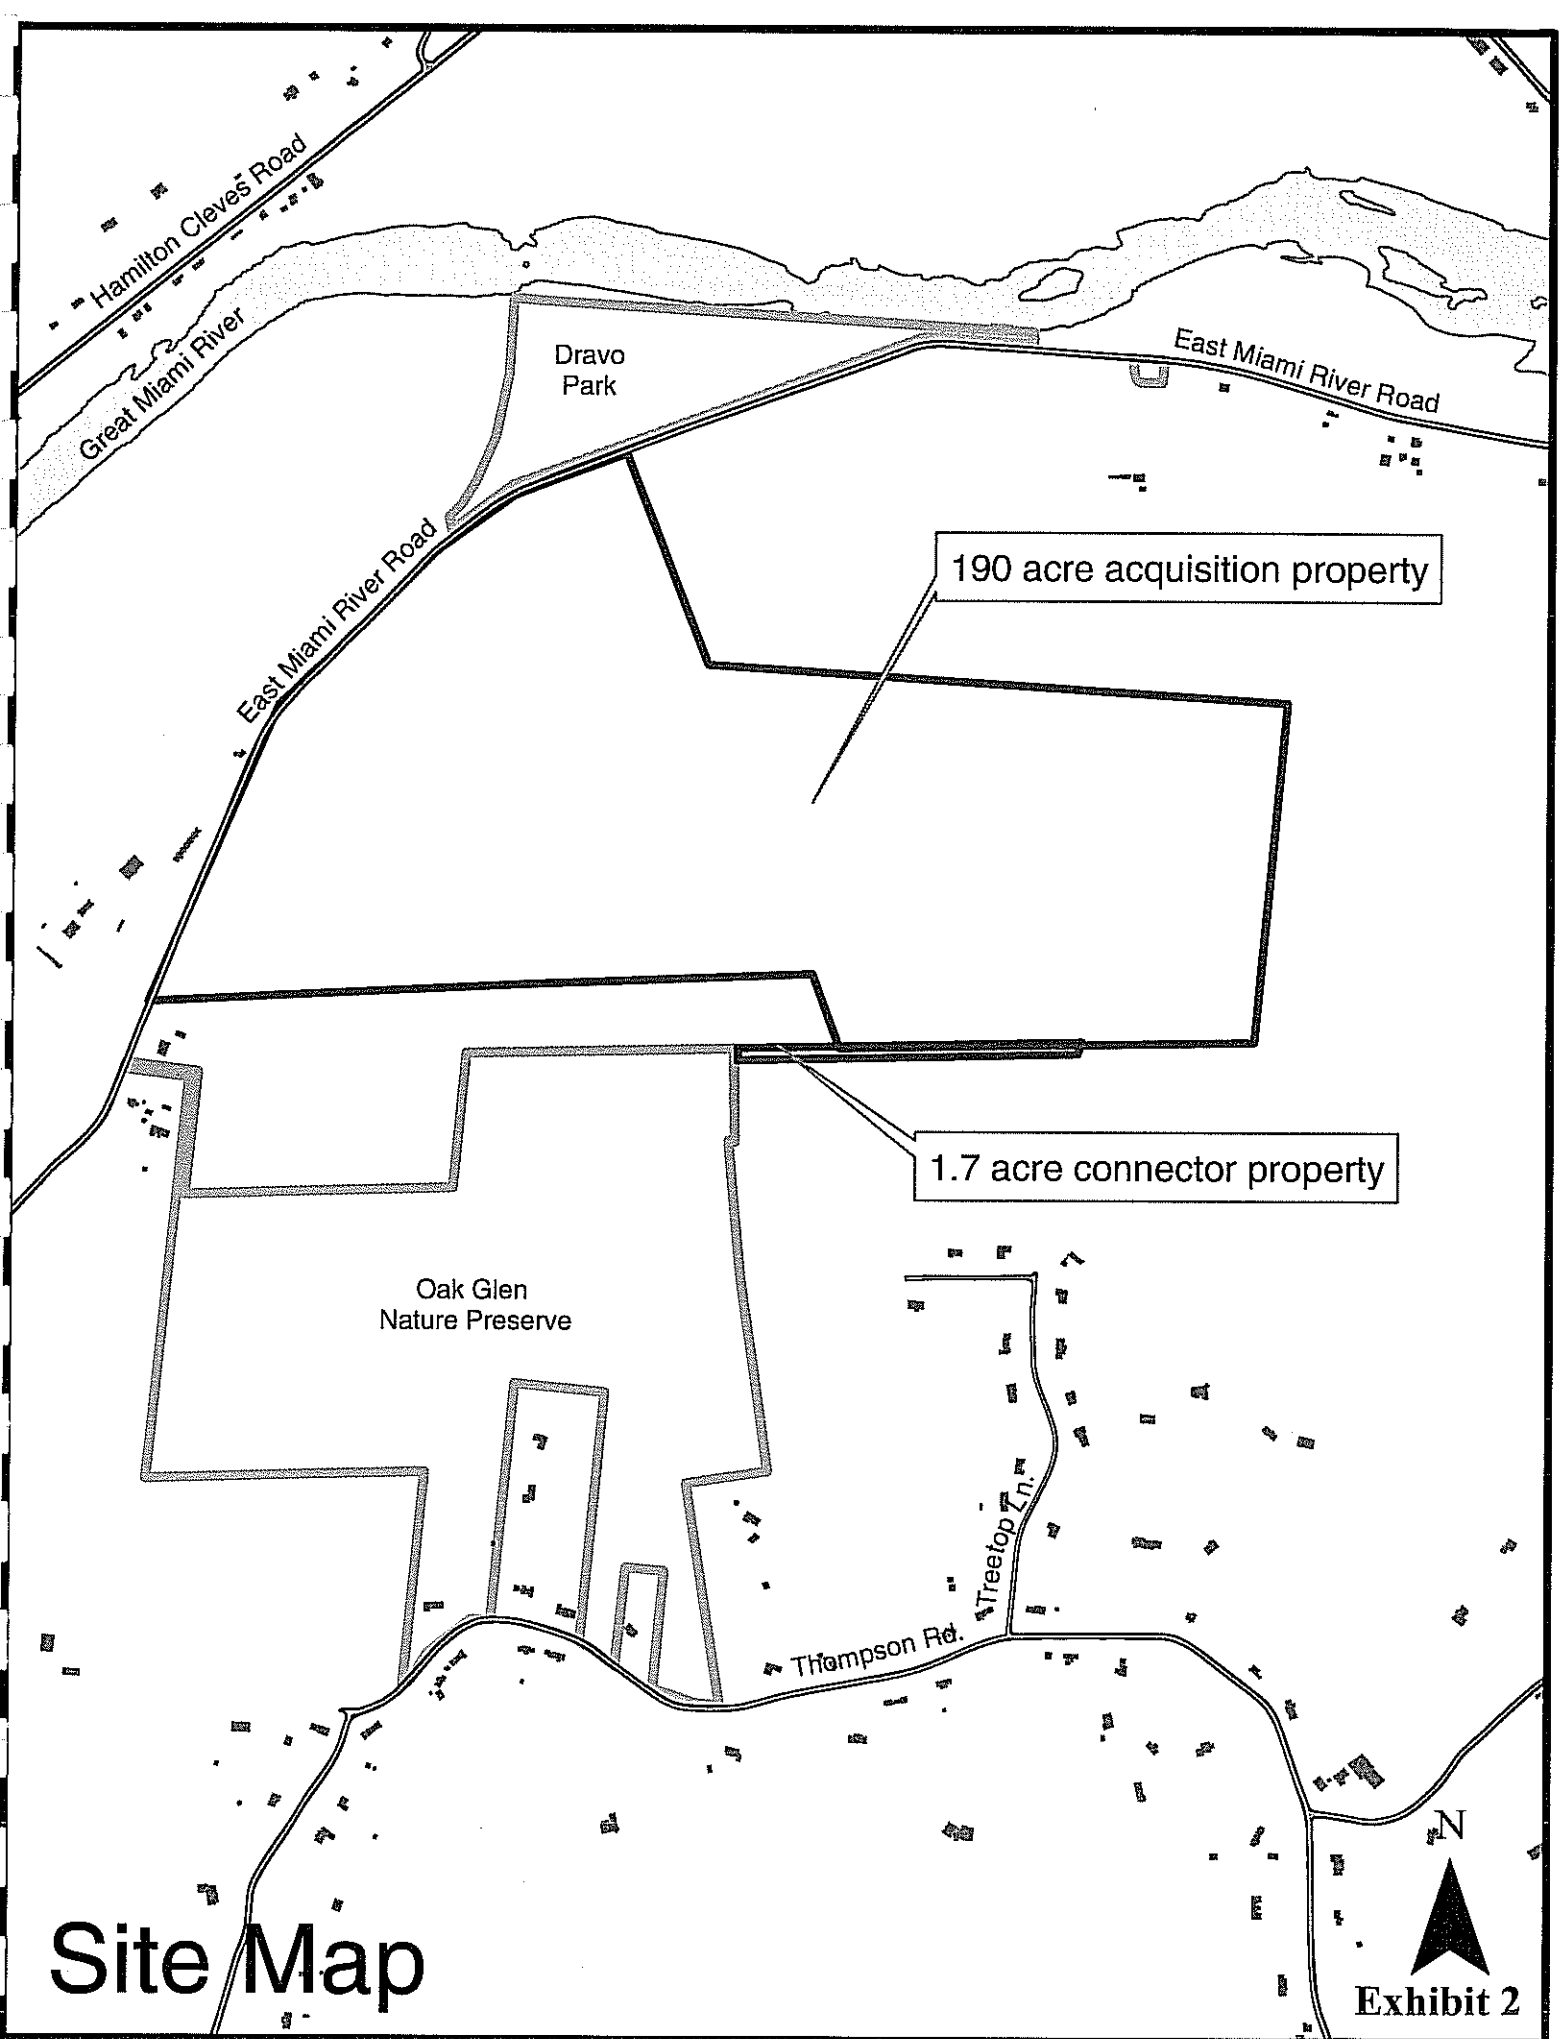 Hamilton Cleves Road
Great Miami River
Dravo
Park
East Miami River Road
190 acre acquisition property
East Miami River Road
1.7 acre connector property
Oak Glen
Nature Preserve
Treetop Ln.
Thompson Rd.
N
Site Map
Exhibit 2